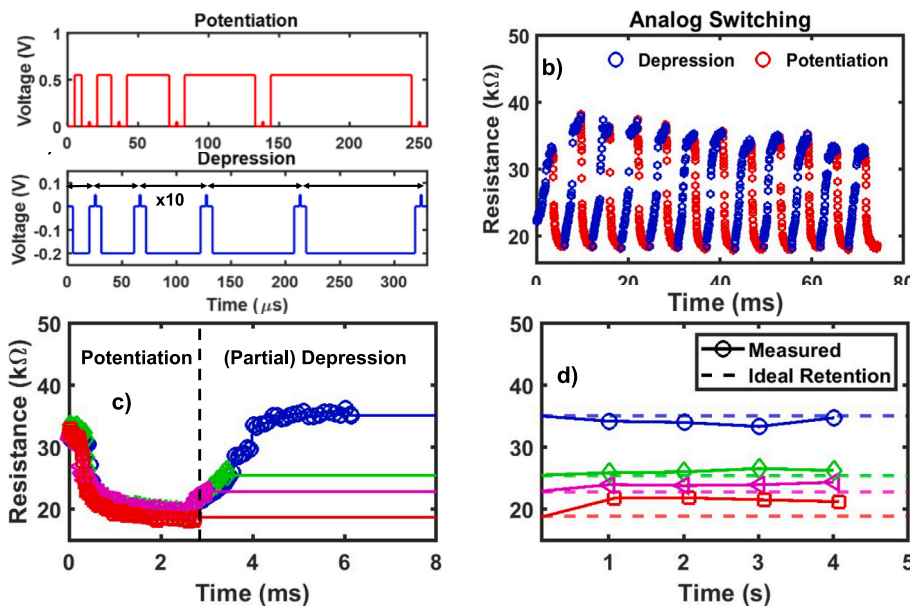 Potentiation
Voltage (V)
1
0.5
0
0 50 100 150 200 250
Depression
Voltage (V)
0.1
0
-0.1
-0.2
x10
0 50 100 150 200 250 300
Time (μs)
Analog Switching
b)
Depression Potentiation
Resistance (kΩ)
50
40
30
20
0 20 40 60 80
Time (ms)
Potentiation (Partial) Depression
c)
Resistance (kΩ)
50
40
30
20
0 2 4 6 8
Time (ms)
d)
Measured
Ideal Retention
50
40
30
20
1 2 3 4 5
Time (s)